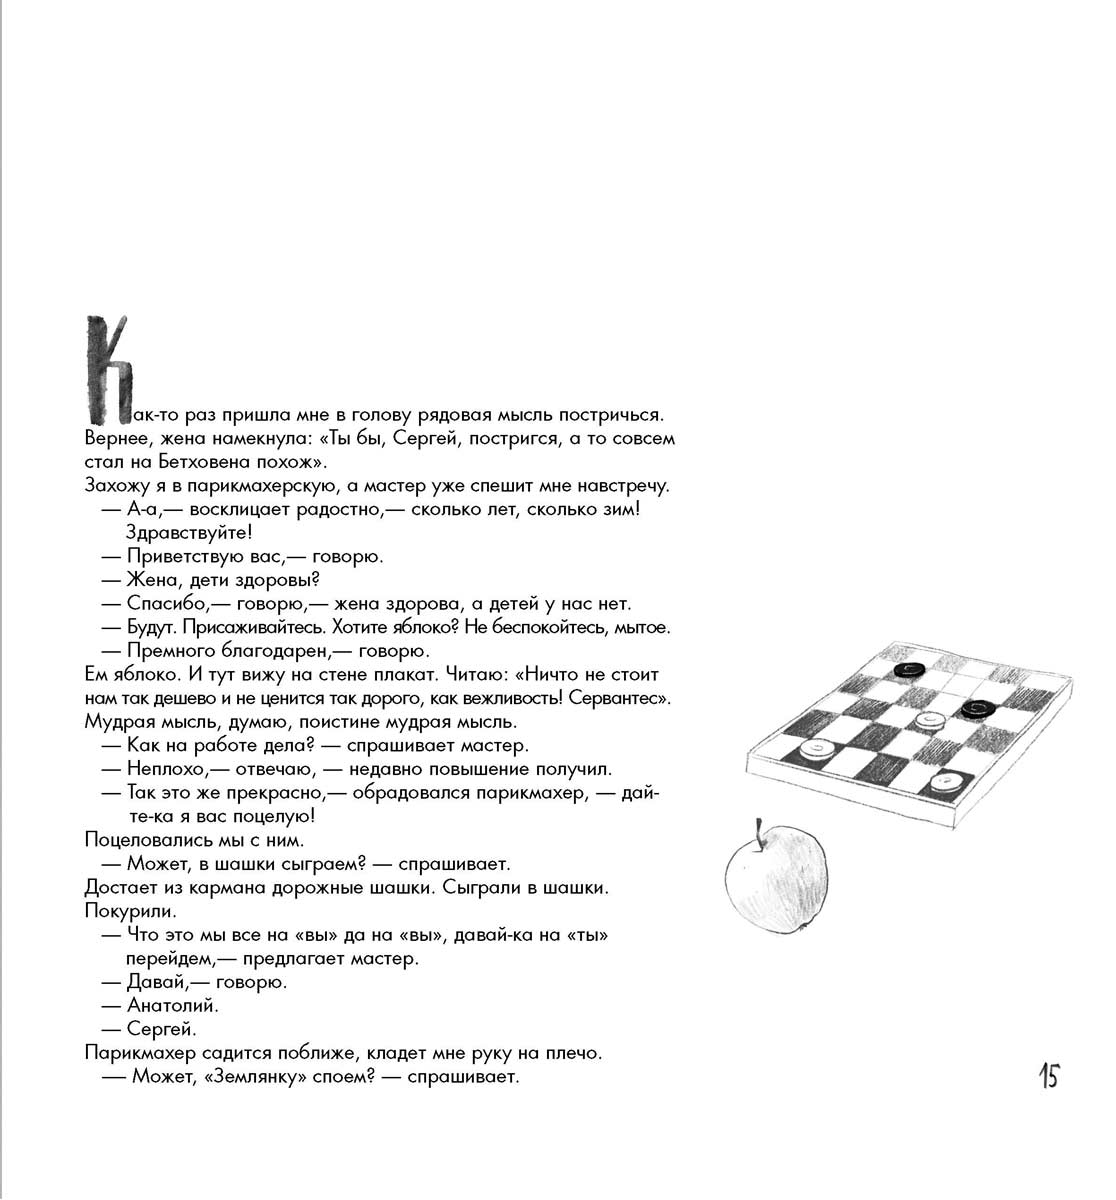 Как-то раз пришла мне в голову рядовая мысль постричься.
Вернее, жена намекнула: «Ты бы, Сергей, постригся, а то совсем
стал на Бетховена похож».
Захожу я в парикмахерскую, а мастер уже спешит мне навстречу.
— А-а,— восклицает радостно,— сколько лет, сколько зим!
Здравствуйте!
— Приветствую вас,— говорю.
— Жена, дети здоровы?
— Спасибо,— говорю,— жена здорова, а детей у нас нет.
— Будут. Присаживайтесь. Хотите яблоко? Не беспокойтесь, мытое.
— Премного благодарен,— говорю.
Ем яблоко. И тут вижу на стене плакат. Читаю: «Ничто не стоит
нам так дешево и не ценится так дорого, как вежливость! Сервантес».
Мудрая мысль, думаю, поистине мудрая мысль.
— Как на работе дела? — спрашивает мастер.
— Неплохо,— отвечаю, — недавно повышение получил.
— Так это же прекрасно,— обрадовался парикмахер, — дай-
те-ка я вас поцелую!
Поцеловались мы с ним.
— Может, в шашки сыграем? — спрашивает.
Достает из кармана дорожные шашки. Сыграли в шашки.
Покурили.
— Что это мы все на «вы» да на «вы», давай-ка на «ты»
перейдем,— предлагает мастер.
— Давай,— говорю.
— Анатолий.
— Сергей.
Парикмахер садится поближе, кладет мне руку на плечо.
— Может, «Землянку» споем? — спрашивает.
15